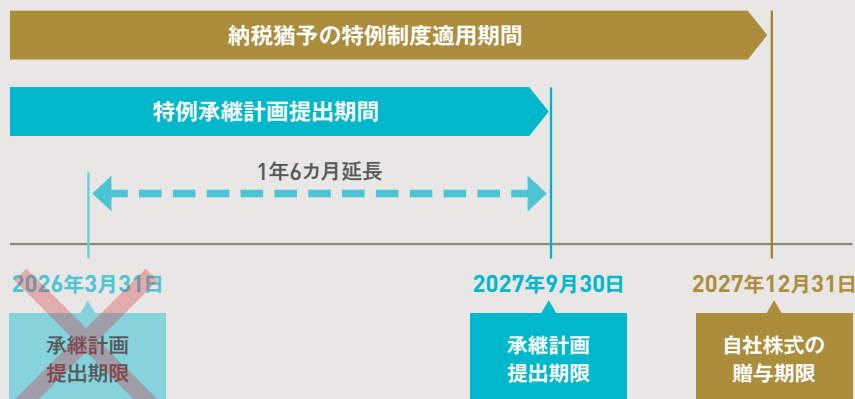 納税猶予の特例制度適用期間
特例承継計画提出期間
1年6カ月延長
2026年3月31日
2027年9月30日
2027年12月31日
承継計画
提出期限
承継計画
提出期限
自社株式の
贈与期限